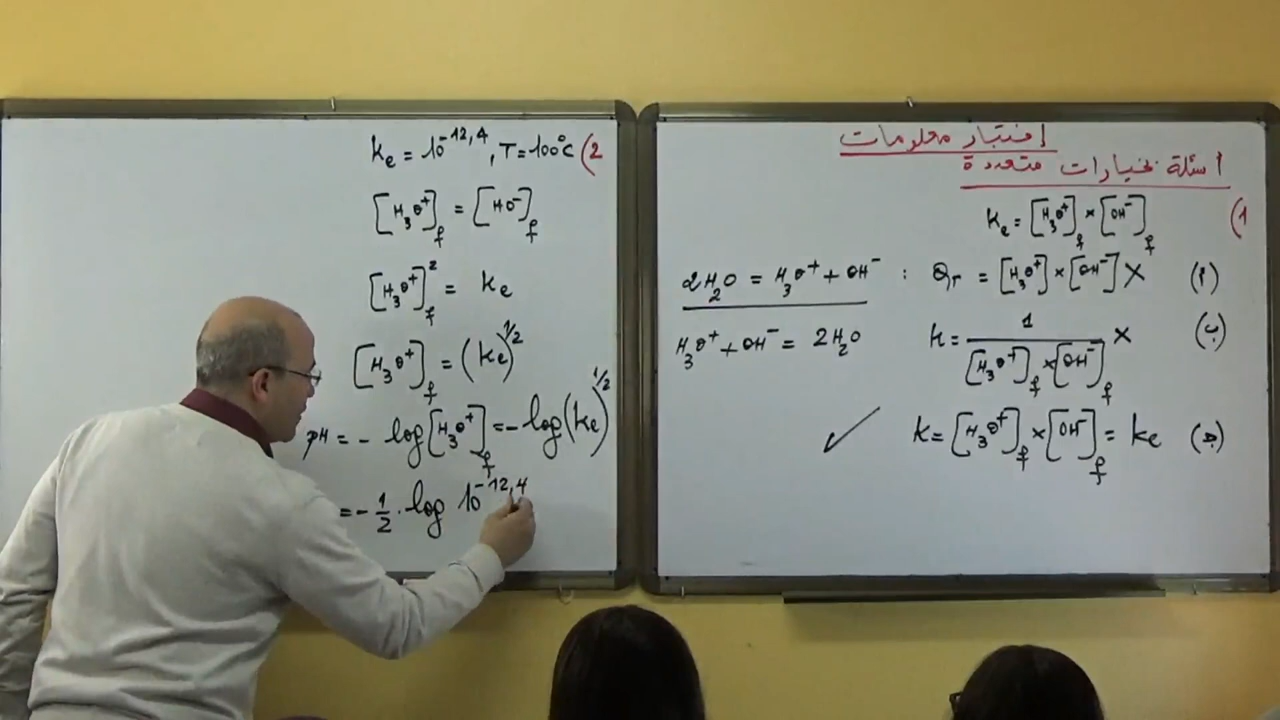 إختبار معلومات
أسئلة بخيارات متعددة
1) Ke = [H3O+]f × [OH-]f
2H2O = H3O+ + OH- : Qr = [H3O+] × [OH-] X (أ)
H3O+ + OH- = 2H2O K = 1 / [H3O+]f × [OH-]f X (ب)
✓ K = [H3O+]f × [OH-]f = Ke (ج)
2) Ke = 10^-12,4 , T = 100°C
[H3O+]f = [HO-]f
[H3O+]f^2 = Ke
[H3O+]f = (Ke)^1/2
pH = - log [H3O+]f = - log (Ke)^1/2
= - 1/2 . log 10^-12,4